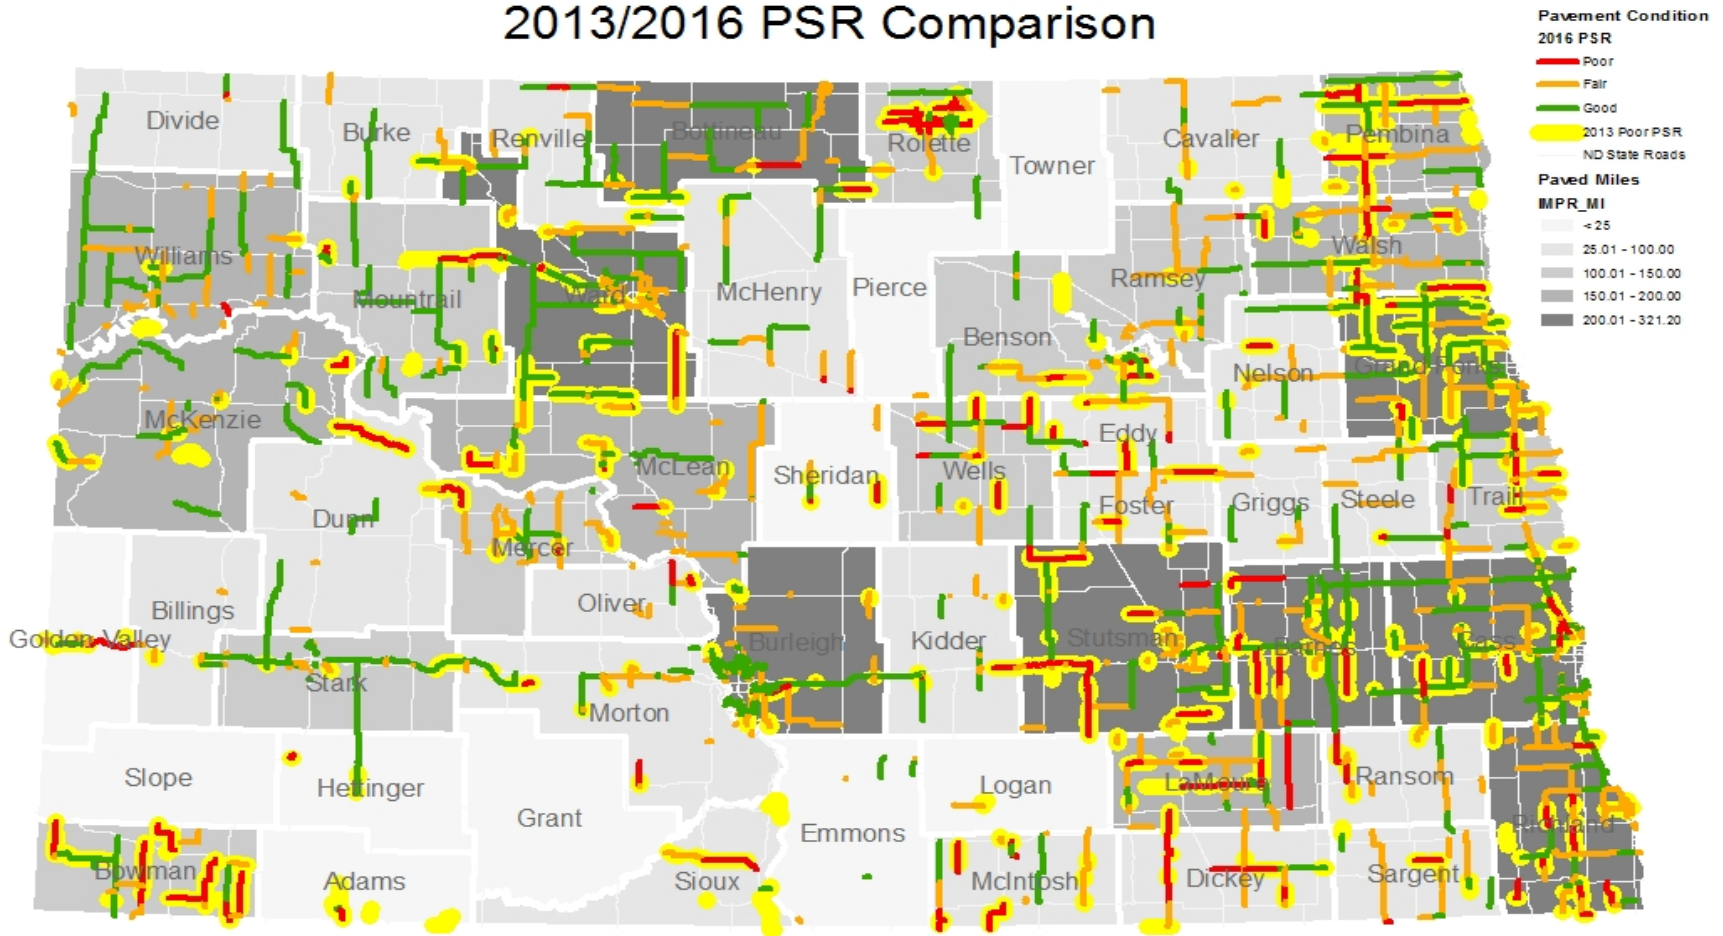 2013/2016 PSR Comparison
Pavement Condition
2016 PSR
Poor
Fair
Good
2013 Poor PSR
ND State Roads
Paved Miles
IMPR_MI
< 25
25.01 - 100.00
100.01 - 150.00
150.01 - 200.00
200.01 - 321.20
Divide
Burke
Renville
Bottineau
Rolette
Towner
Cavalier
Pembina
Williams
Mountrail
Ward
McHenry
Pierce
Benson
Ramsey
Walsh
Nelson
Grand Forks
McKenzie
McLean
Sheridan
Wells
Eddy
Foster
Griggs
Steele
Traill
Dunn
Mercer
Oliver
Billings
Golden Valley
Stark
Morton
Burleigh
Kidder
Stutsman
Barnes
Cass
Slope
Hettinger
Grant
Emmons
Logan
LaMoure
Ransom
Richland
Bowman
Adams
Sioux
McIntosh
Dickey
Sargent